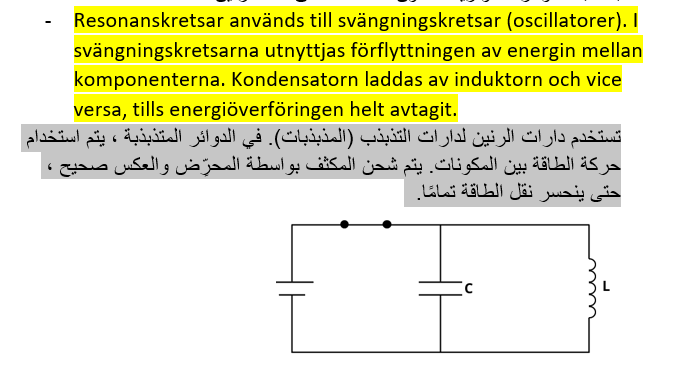 - Resonanskretsar används till svängningskretsar (oscillatorer). I
svängningskretsarna utnyttjas förflyttningen av energin mellan
komponenterna. Kondensatorn laddas av induktorn och vice
versa, tills energiöverföringen helt avtagit.
تستخدم دارات الرنين لدارات التذبذب (المذبذبات). في الدوائر المتذبذبة ، يتم استخدام
حركة الطاقة بين المكونات. يتم شحن المكثف بواسطة المحرّض والعكس صحيح ،
حتى ينحسر نقل الطاقة تمامًا.
C
L